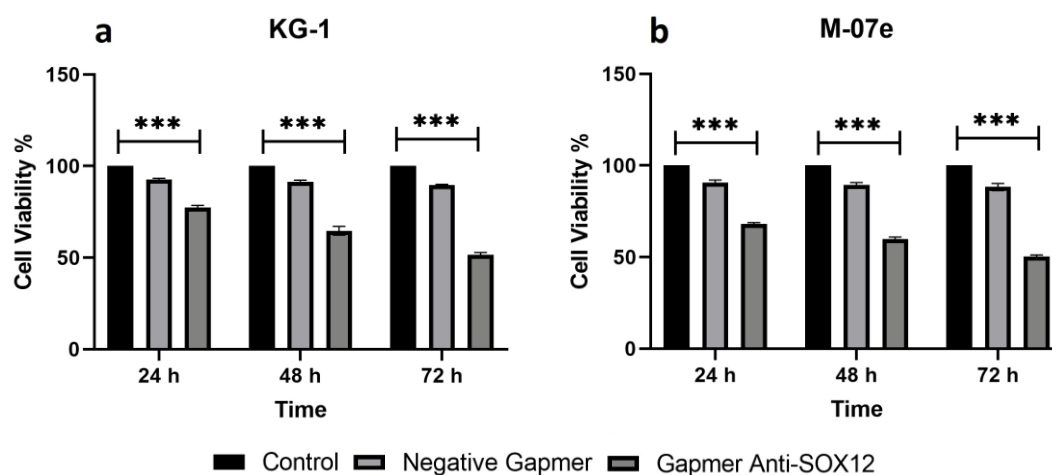 a
KG-1
150
100
50
0
Cell Viability %
***
***
***
24 h
48 h
72 h
Time
b
M-07e
150
100
50
0
Cell Viability %
***
***
***
24 h
48 h
72 h
Time
Control
Negative Gapmer
Gapmer Anti-SOX12